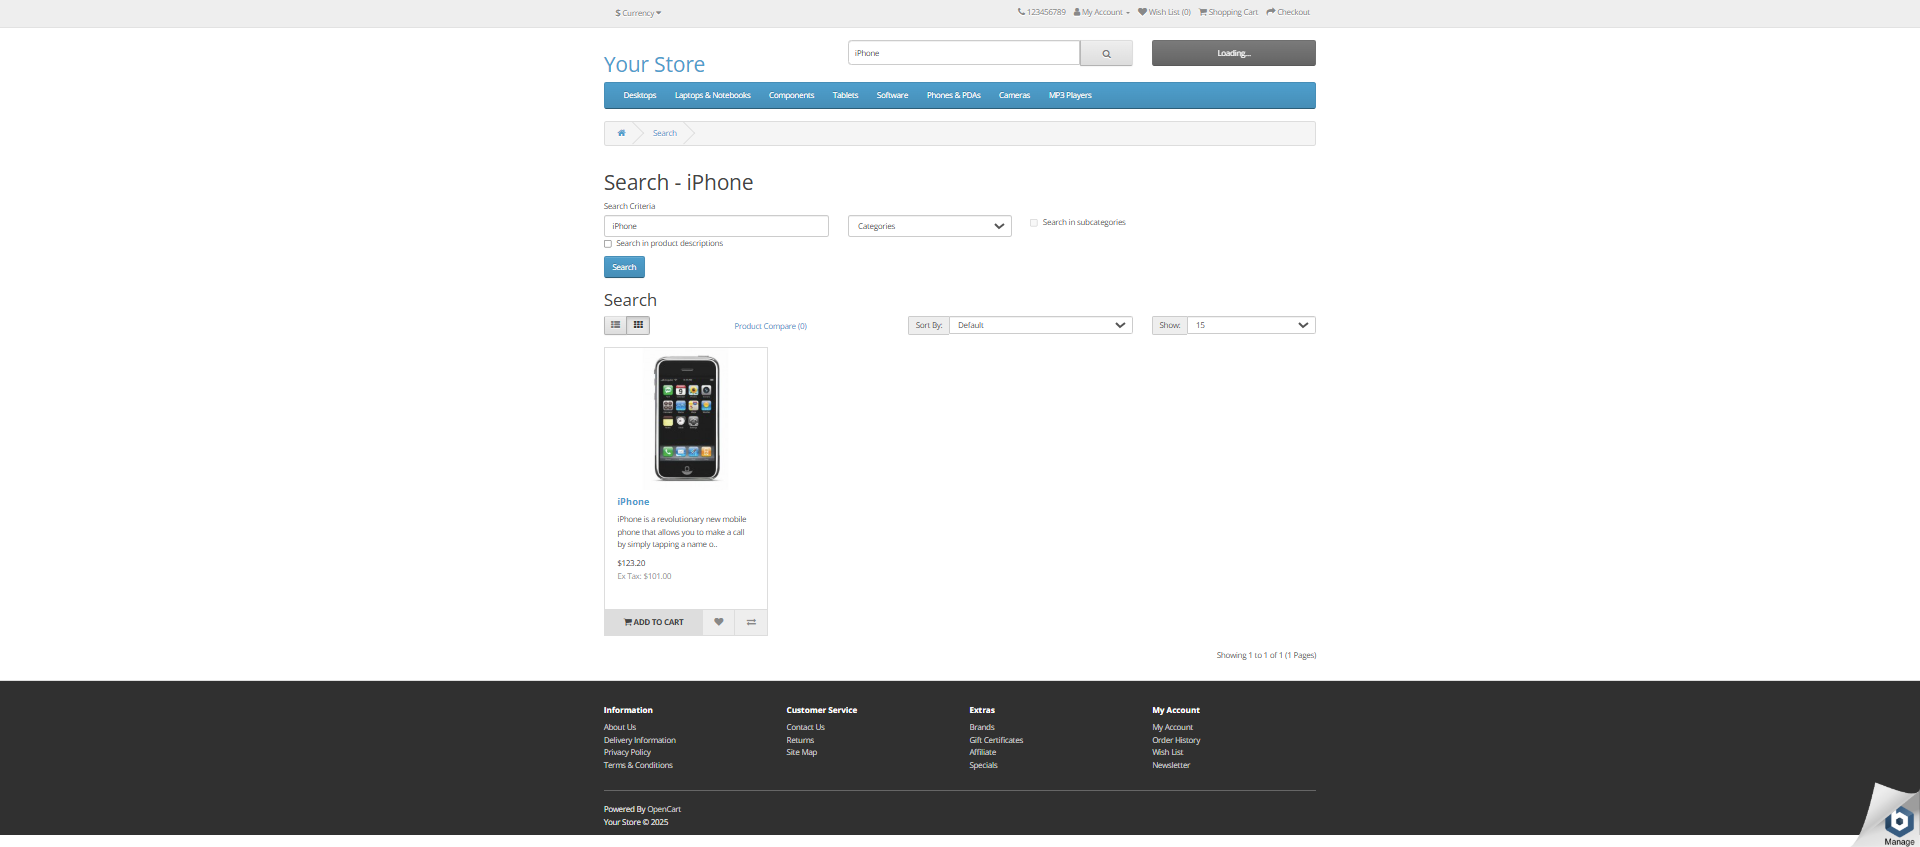 $ Currency
123456789 My Account Wish List (0) Shopping Cart Checkout
Your Store
iPhone
Loading...
Desktops Laptops & Notebooks Components Tablets Software Phones & PDAs Cameras MP3 Players
Search
Search - iPhone
Search Criteria
iPhone
Categories
Search in subcategories
Search in product descriptions
Search
Search
Product Compare (0)
Sort By: Default
Show: 15
iPhone
iPhone is a revolutionary new mobile
phone that allows you to make a call
by simply tapping a name o..
$123.20
Ex Tax: $101.00
ADD TO CART
Showing 1 to 1 of 1 (1 Pages)
Information
About Us
Delivery Information
Privacy Policy
Terms & Conditions
Customer Service
Contact Us
Returns
Site Map
Extras
Brands
Gift Certificates
Affiliate
Specials
My Account
My Account
Order History
Wish List
Newsletter
Powered By OpenCart
Your Store © 2025
Manage